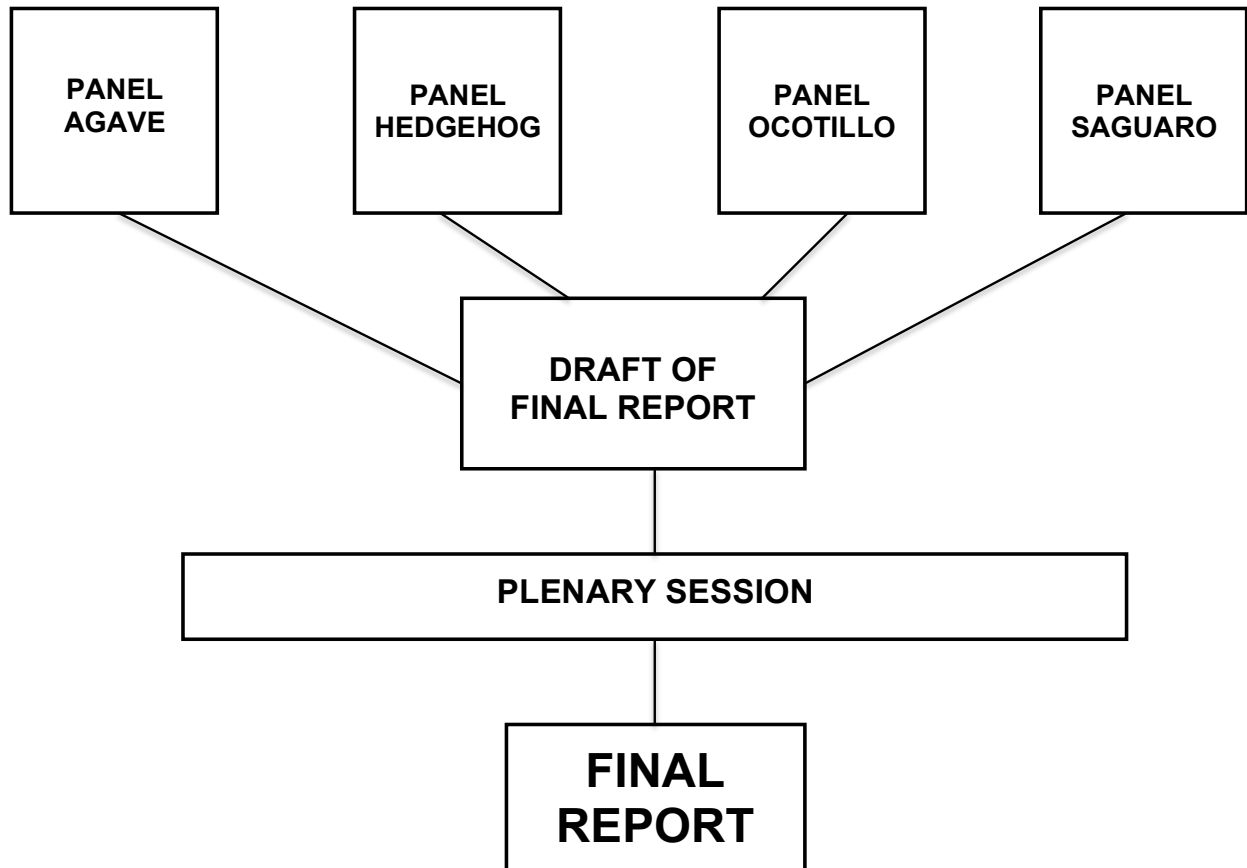 PANEL
AGAVE
PANEL
HEDGEHOG
PANEL
OCOTILLO
PANEL
SAGUARO
DRAFT OF
FINAL REPORT
PLENARY SESSION
FINAL
REPORT